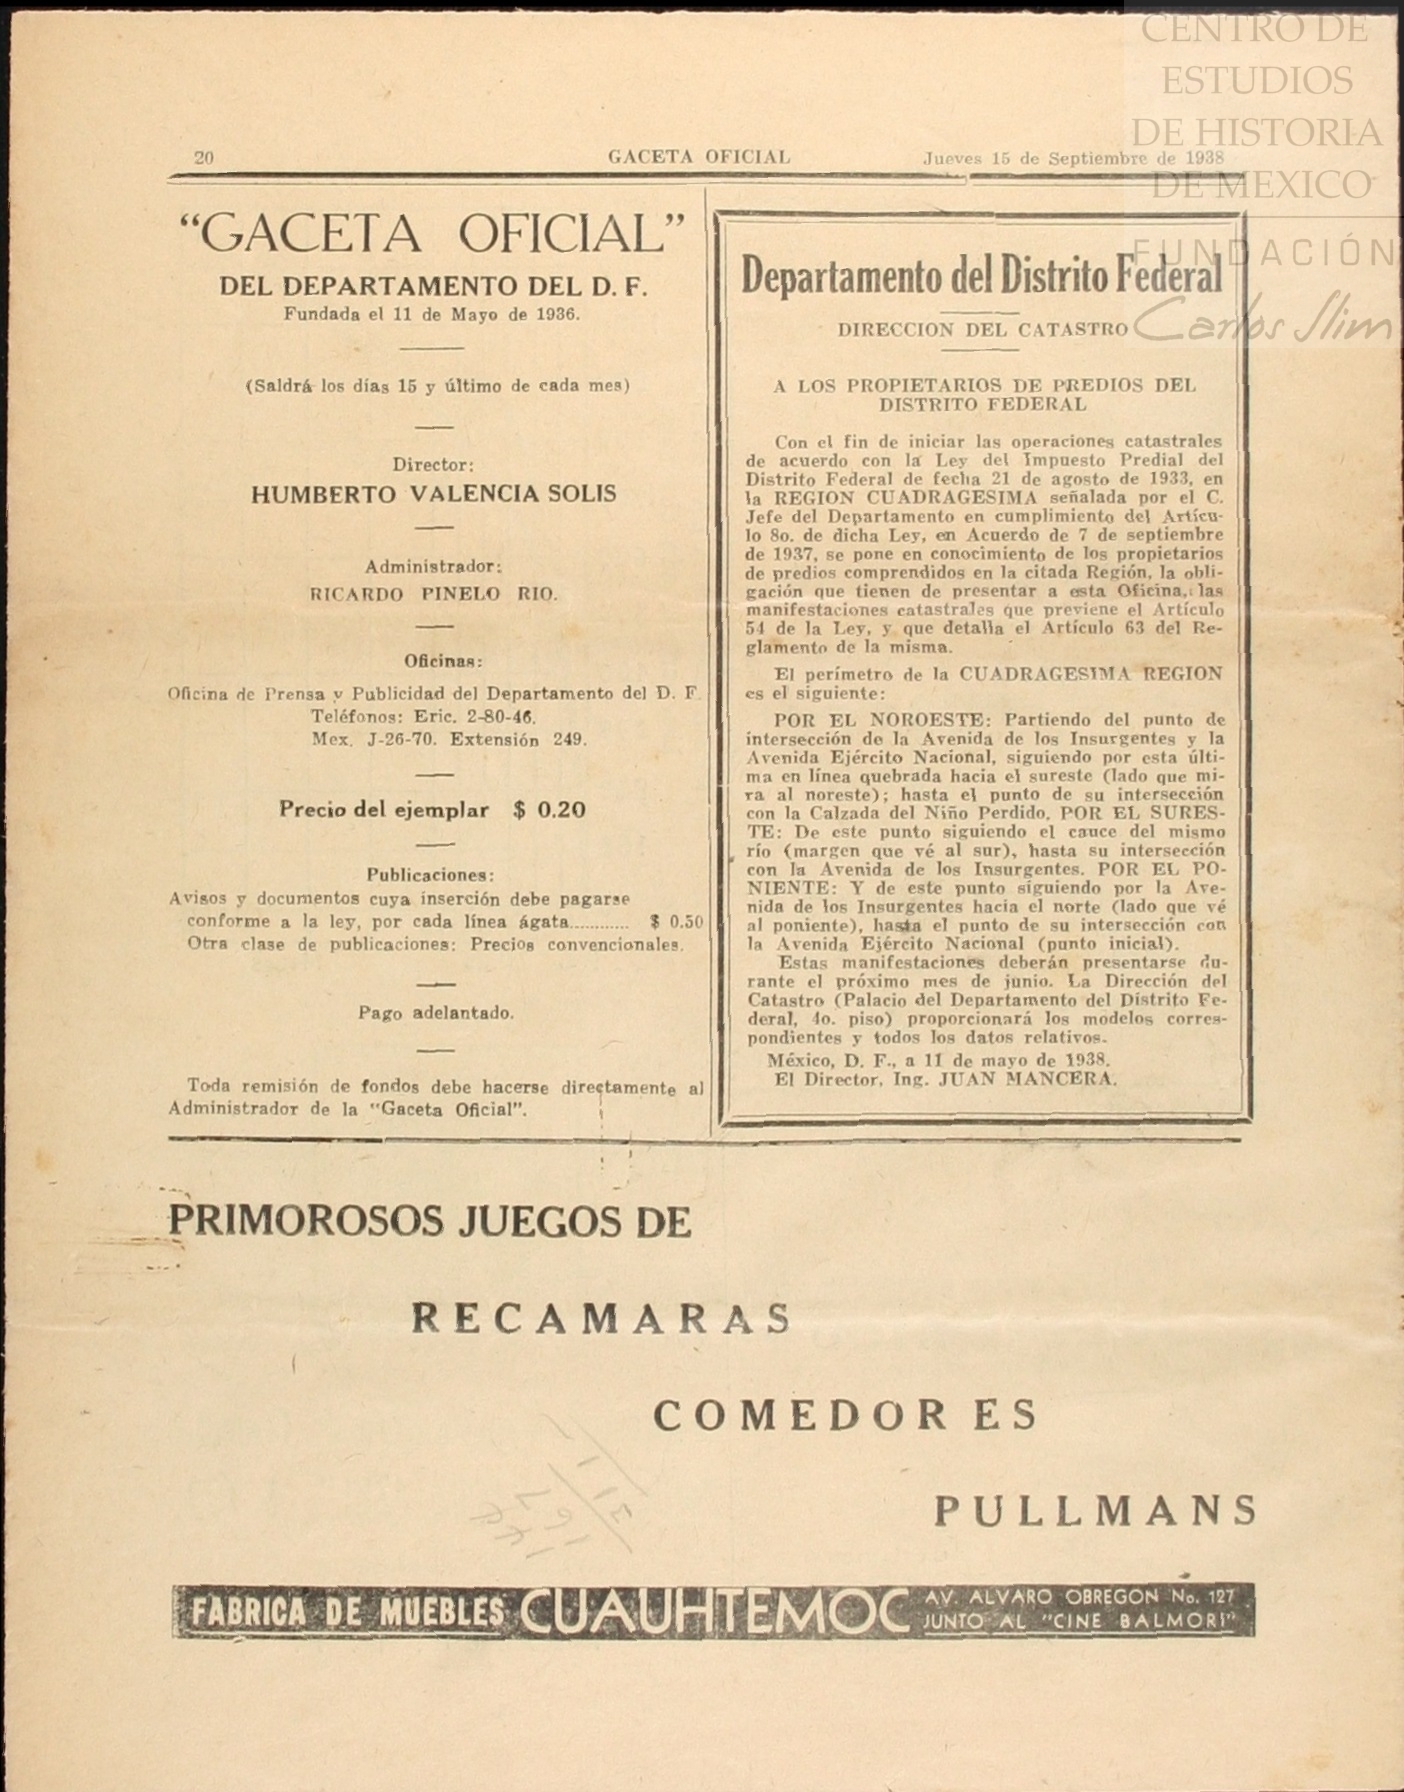 CENTRO DE
ESTUDIOS
DE HISTORIA
DE MEXICO
FUNDACIÓN
Carlos Slim
20 GACETA OFICIAL Jueves 15 de Septiembre de 1938
"GACETA OFICIAL"
DEL DEPARTAMENTO DEL D. F.
Fundada el 11 de Mayo de 1936.
(Saldrá los días 15 y último de cada mes)
Director:
HUMBERTO VALENCIA SOLIS
Administrador:
RICARDO PINELO RIO.
Oficinas:
Oficina de Prensa y Publicidad del Departamento del D. F.
Teléfonos: Eric. 2-80-46.
Mex. J-26-70. Extensión 249.
Precio del ejemplar $ 0.20
Publicaciones:
Avisos y documentos cuya inserción debe pagarse
conforme a la ley, por cada línea ágata............ $ 0.50
Otra clase de publicaciones: Precios convencionales.
Pago adelantado.
Toda remisión de fondos debe hacerse directamente al
Administrador de la "Gaceta Oficial".
Departamento del Distrito Federal
DIRECCION DEL CATASTRO
A LOS PROPIETARIOS DE PREDIOS DEL
DISTRITO FEDERAL
Con el fin de iniciar las operaciones catastrales
de acuerdo con la Ley del Impuesto Predial del
Distrito Federal de fecha 21 de agosto de 1933, en
la REGION CUADRAGESIMA señalada por el C.
Jefe del Departamento en cumplimiento del Artícu-
lo 8o. de dicha Ley, en Acuerdo de 7 de septiembre
de 1937, se pone en conocimiento de los propietarios
de predios comprendidos en la citada Región, la obli-
gación que tienen de presentar a esta Oficina, las
manifestaciones catastrales que previene el Artículo
54 de la Ley, y que detalla el Artículo 63 del Re-
glamento de la misma.
El perímetro de la CUADRAGESIMA REGION
es el siguiente:
POR EL NOROESTE: Partiendo del punto de
intersección de la Avenida de los Insurgentes y la
Avenida Ejército Nacional, siguiendo por esta últi-
ma en línea quebrada hacia el sureste (lado que mi-
ra al noreste); hasta el punto de su intersección
con la Calzada del Niño Perdido. POR EL SURES-
TE: De este punto siguiendo el cauce del mismo
río (margen que vé al sur), hasta su intersección
con la Avenida de los Insurgentes. POR EL PO-
NIENTE: Y de este punto siguiendo por la Ave-
nida de los Insurgentes hacia el norte (lado que vé
al poniente), hasta el punto de su intersección con
la Avenida Ejército Nacional (punto inicial).
Estas manifestaciones deberán presentarse du-
rante el próximo mes de junio. La Dirección del
Catastro (Palacio del Departamento del Distrito Fe-
deral, 4o. piso) proporcionará los modelos corres-
pondientes y todos los datos relativos.
México, D. F., a 11 de mayo de 1938.
El Director, Ing. JUAN MANCERA.
PRIMOROSOS JUEGOS DE
RECAMARAS
COMEDORES
PULLMANS
FABRICA DE MUEBLES CUAUHTEMOC AV. ALVARO OBREGON No. 127
JUNTO AL "CINE BALMORI"